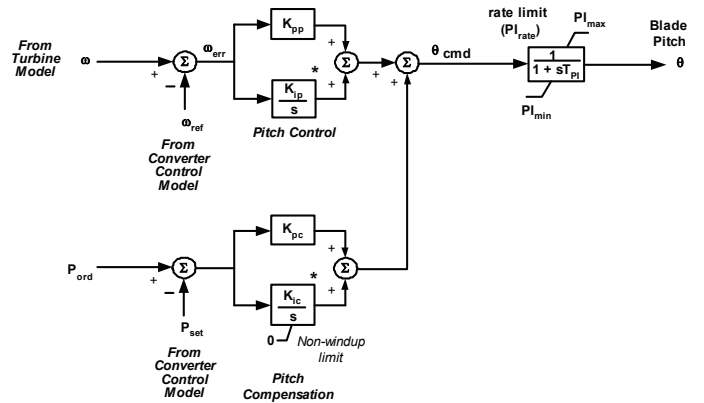 rate limit
(PI_rate)
PI_max
Blade
Pitch
From
Turbine
Model
ω
+
Σ
−
ω_err
K_pp
K_ip
s
*
+
+
Σ
+
+
Σ
θ cmd
1
1 + sT_PI
PI_min
θ
ω_ref
From
Converter
Control
Model
Pitch Control
P_ord
+
Σ
−
K_pc
K_ic
s
*
+
+
Σ
0
Non-windup
limit
P_set
From
Converter
Control
Model
Pitch
Compensation